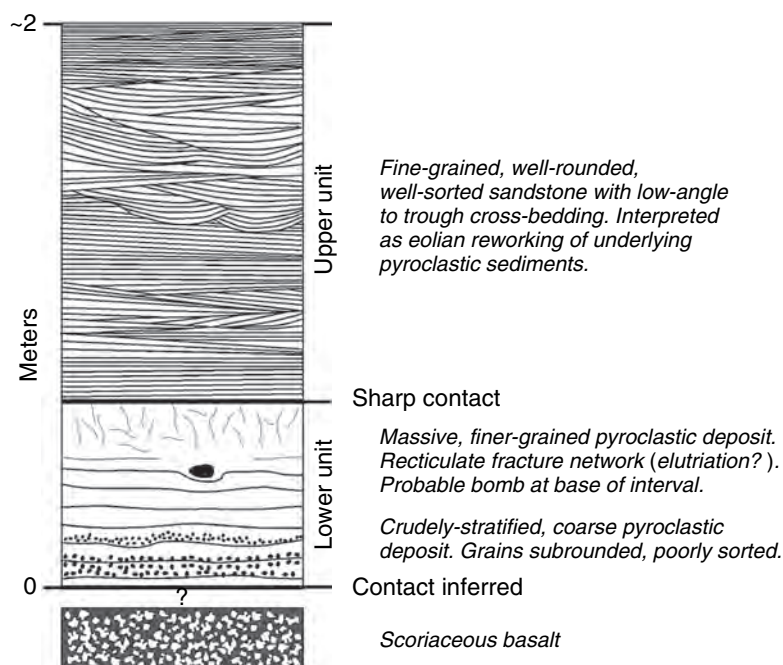 ~2
Meters
Upper unit
Fine-grained, well-rounded,
well-sorted sandstone with low-angle
to trough cross-bedding. Interpreted
as eolian reworking of underlying
pyroclastic sediments.
Sharp contact
Lower unit
Massive, finer-grained pyroclastic deposit.
Recticulate fracture network (elutriation? ).
Probable bomb at base of interval.
Crudely-stratified, coarse pyroclastic
deposit. Grains subrounded, poorly sorted.
0
Contact inferred
?
Scoriaceous basalt